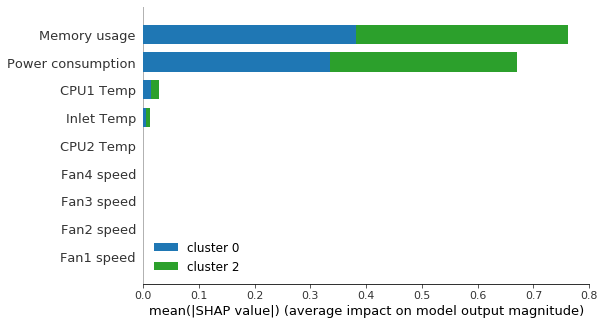 Memory usage
Power consumption
CPU1 Temp
Inlet Temp
CPU2 Temp
Fan4 speed
Fan3 speed
Fan2 speed
Fan1 speed
cluster 0
cluster 2
0.0 0.1 0.2 0.3 0.4 0.5 0.6 0.7 0.8
mean(|SHAP value|) (average impact on model output magnitude)